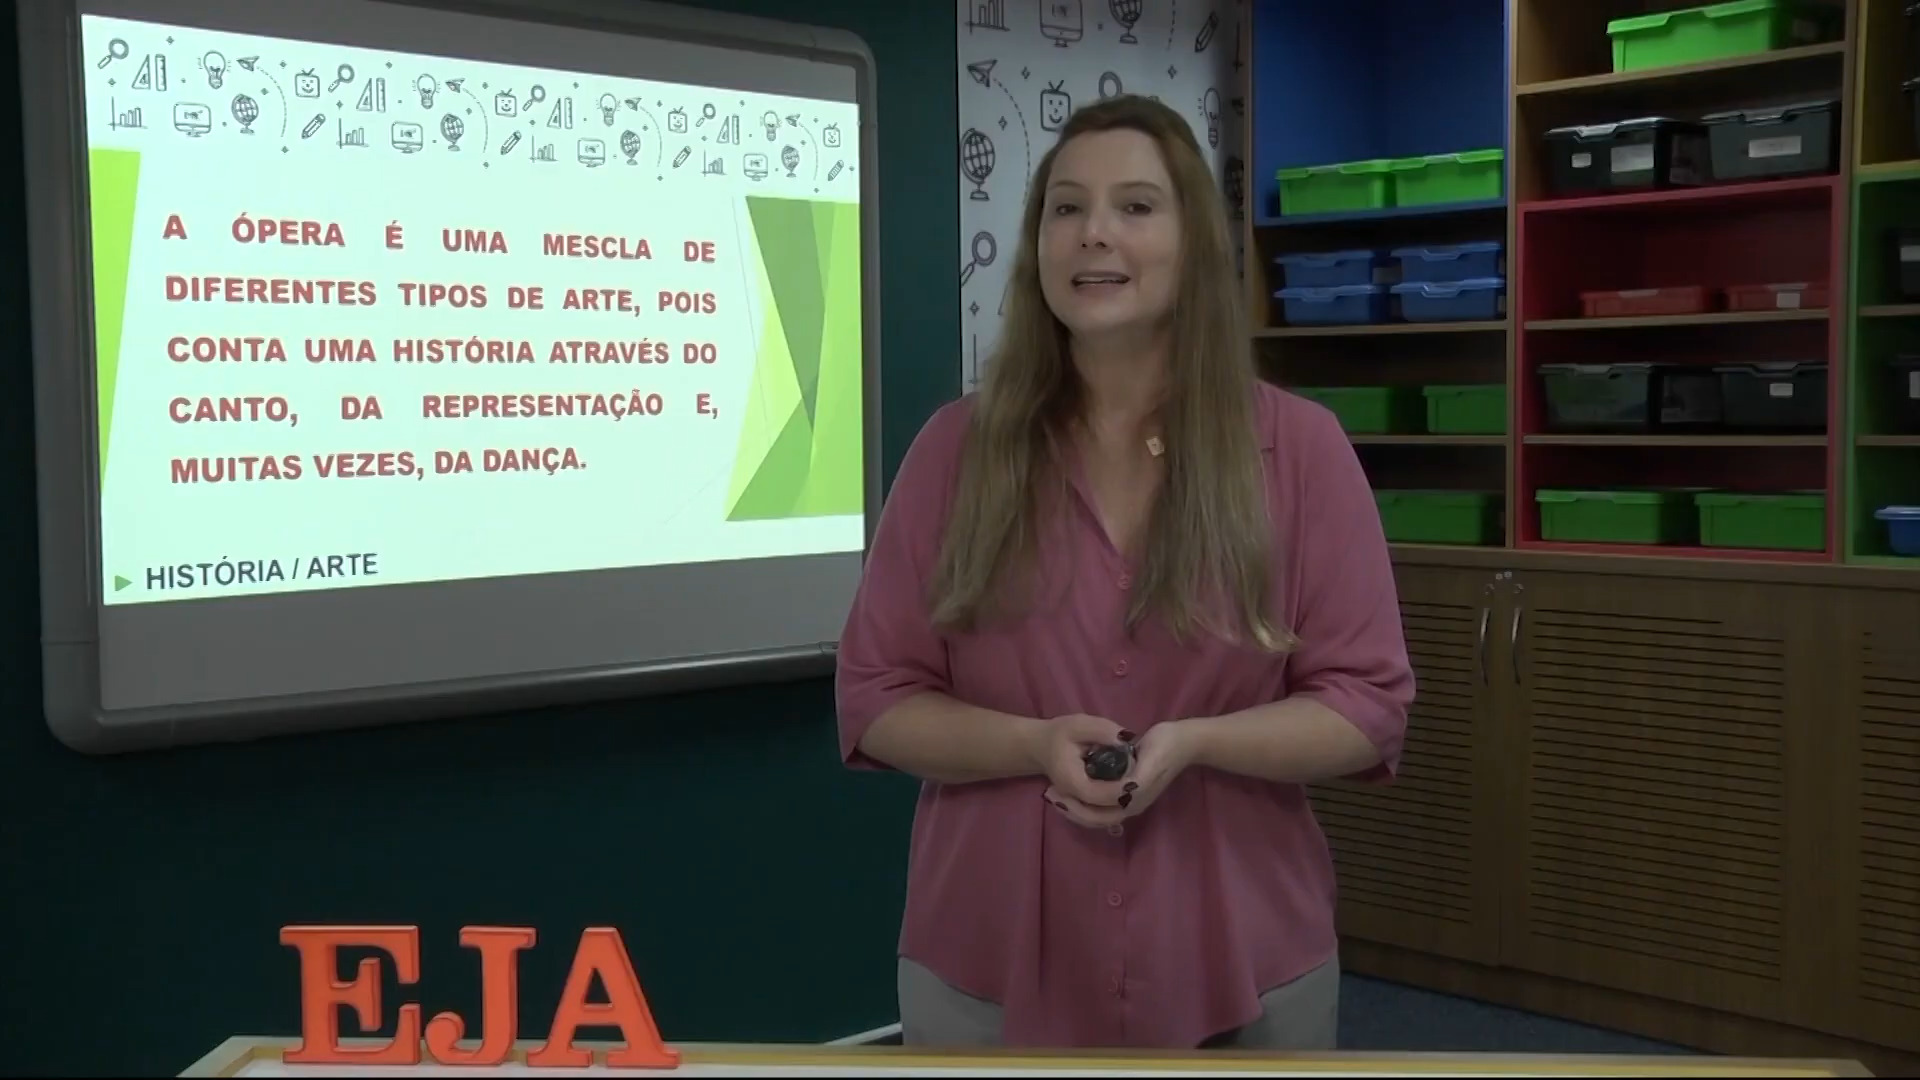 A ÓPERA É UMA MESCLA DE
DIFERENTES TIPOS DE ARTE, POIS
CONTA UMA HISTÓRIA ATRAVÉS DO
CANTO, DA REPRESENTAÇÃO E,
MUITAS VEZES, DA DANÇA.
HISTÓRIA / ARTE
EJA